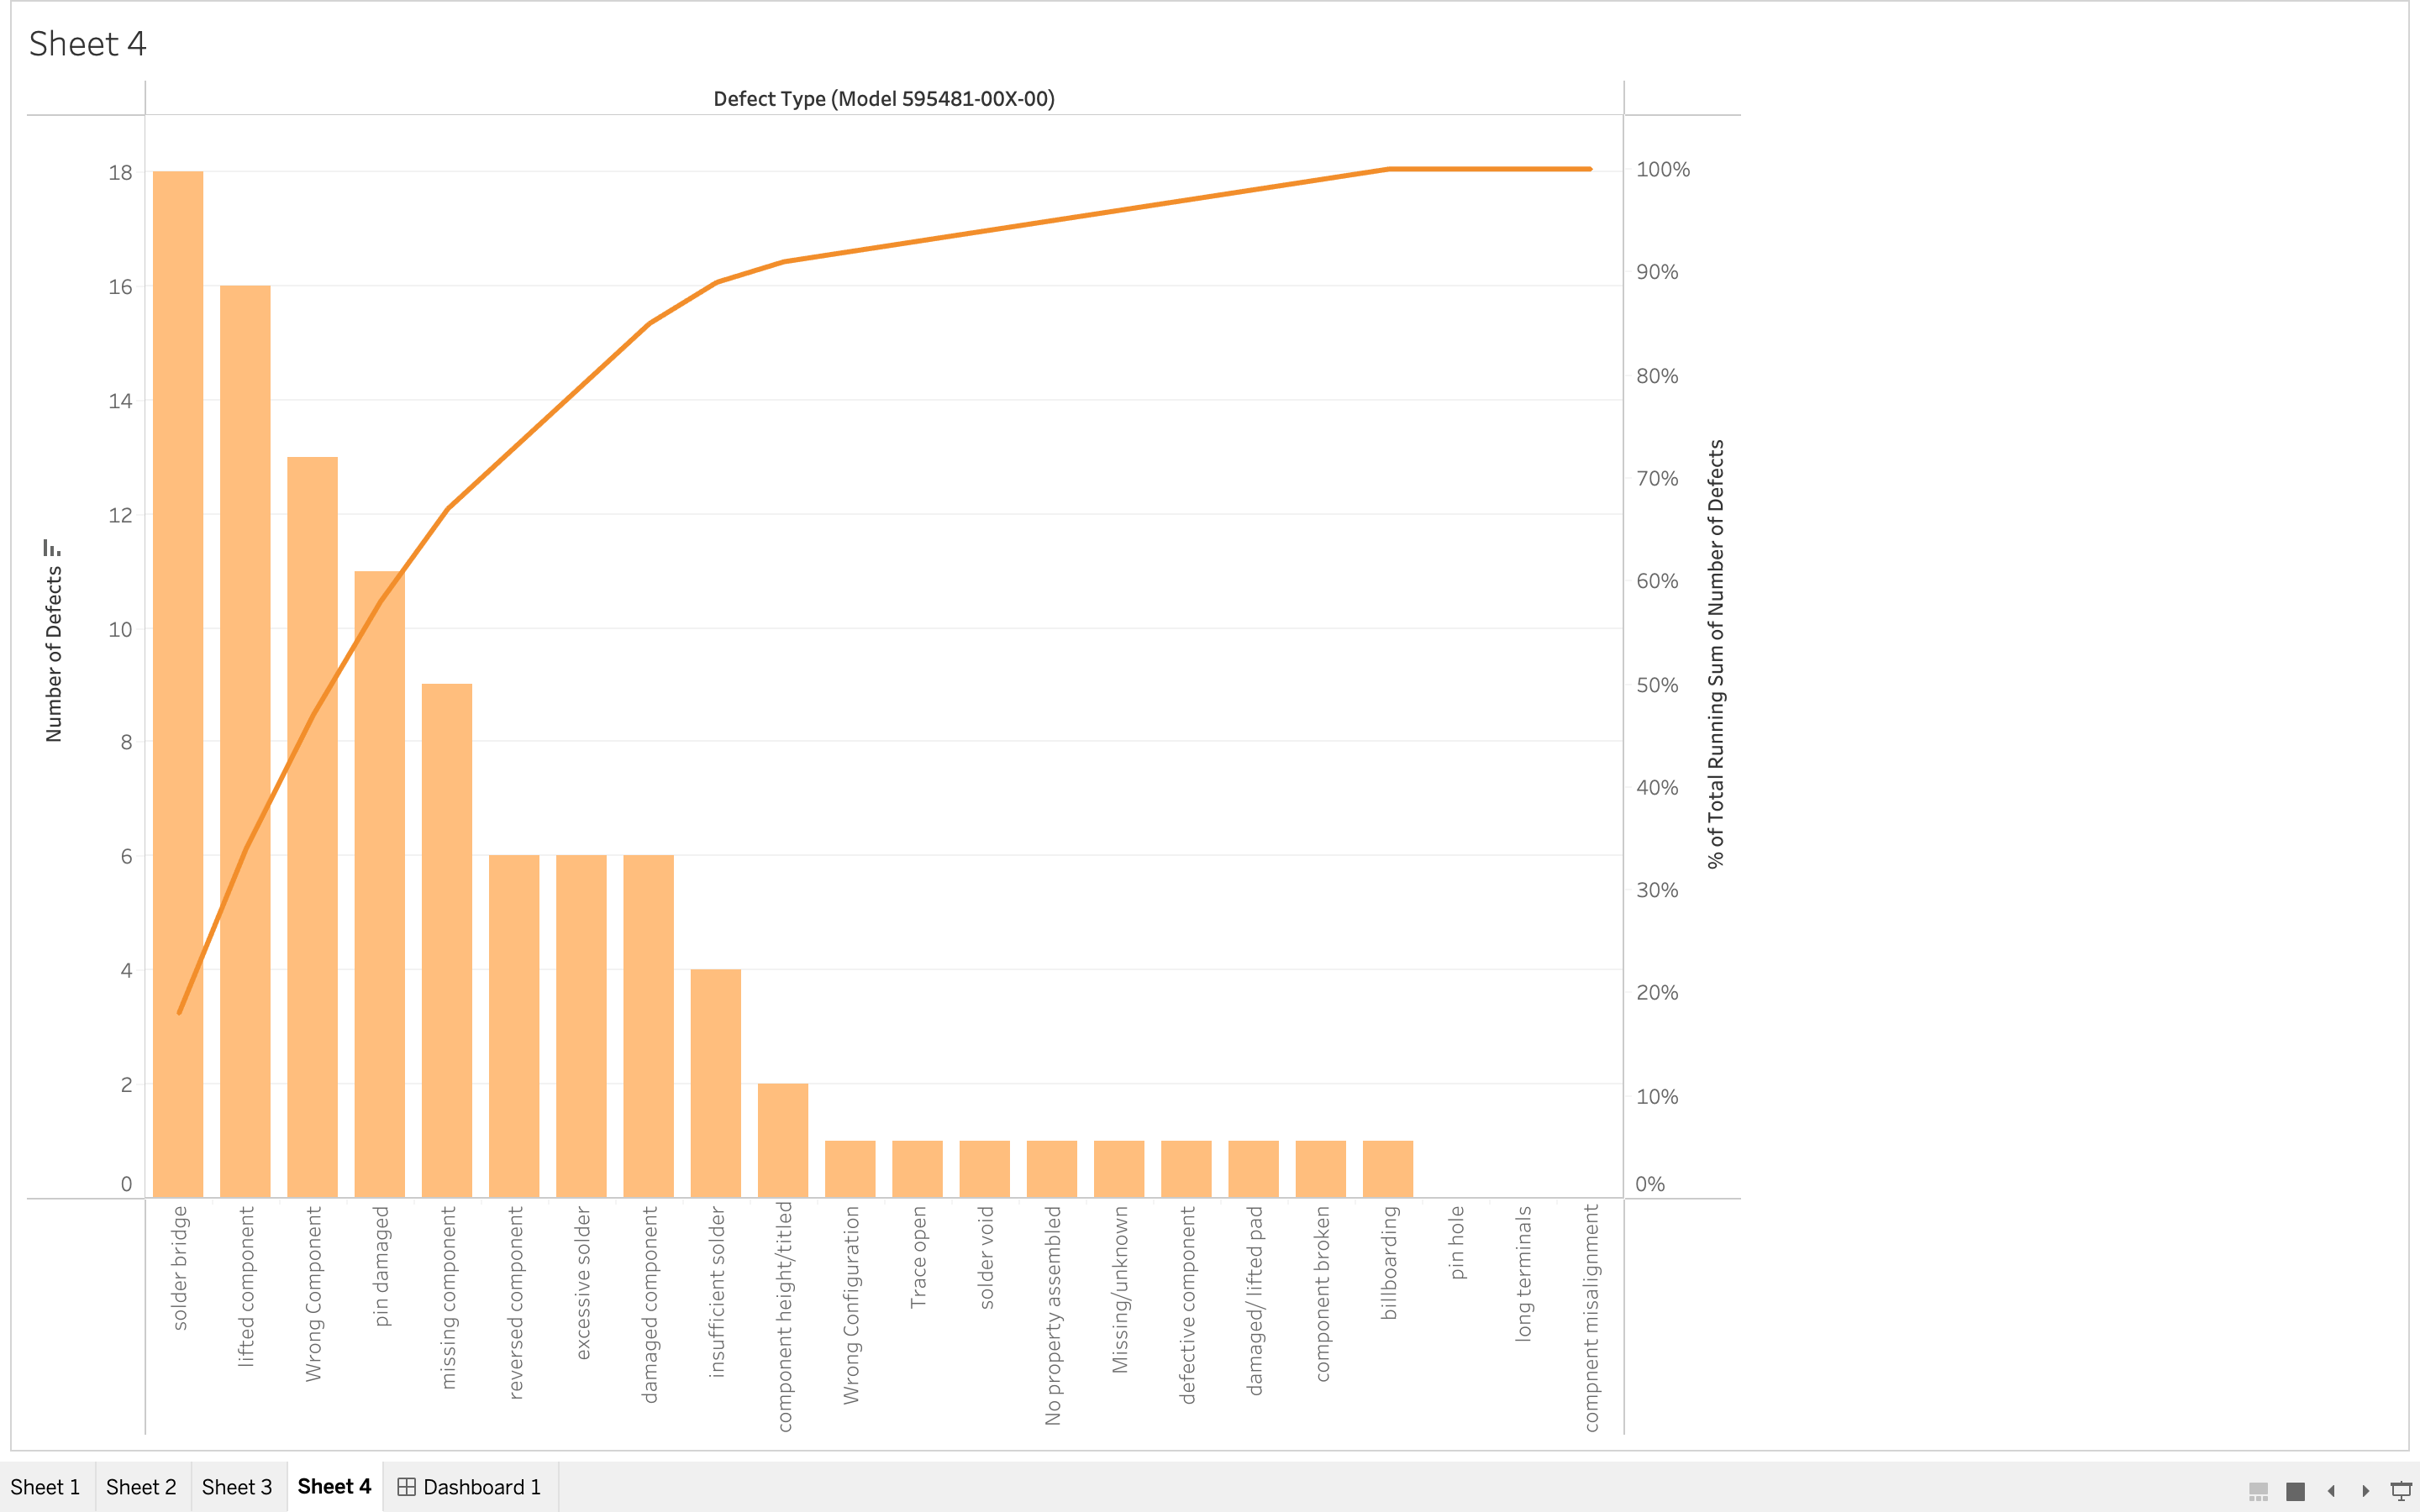 Sheet 4
Defect Type (Model 595481-00X-00)
Number of Defects
18
16
14
12
10
8
6
4
2
0
100%
90%
80%
70%
60%
50%
40%
30%
20%
10%
0%
% of Total Running Sum of Number of Defects
solder bridge
lifted component
Wrong Component
pin damaged
missing component
reversed component
excessive solder
damaged component
insufficient solder
component height/titled
Wrong Configuration
Trace open
solder void
No property assembled
Missing/unknown
defective component
damaged/ lifted pad
component broken
billboarding
pin hole
long terminals
compnent misalignment
Sheet 1
Sheet 2
Sheet 3
Sheet 4
Dashboard 1